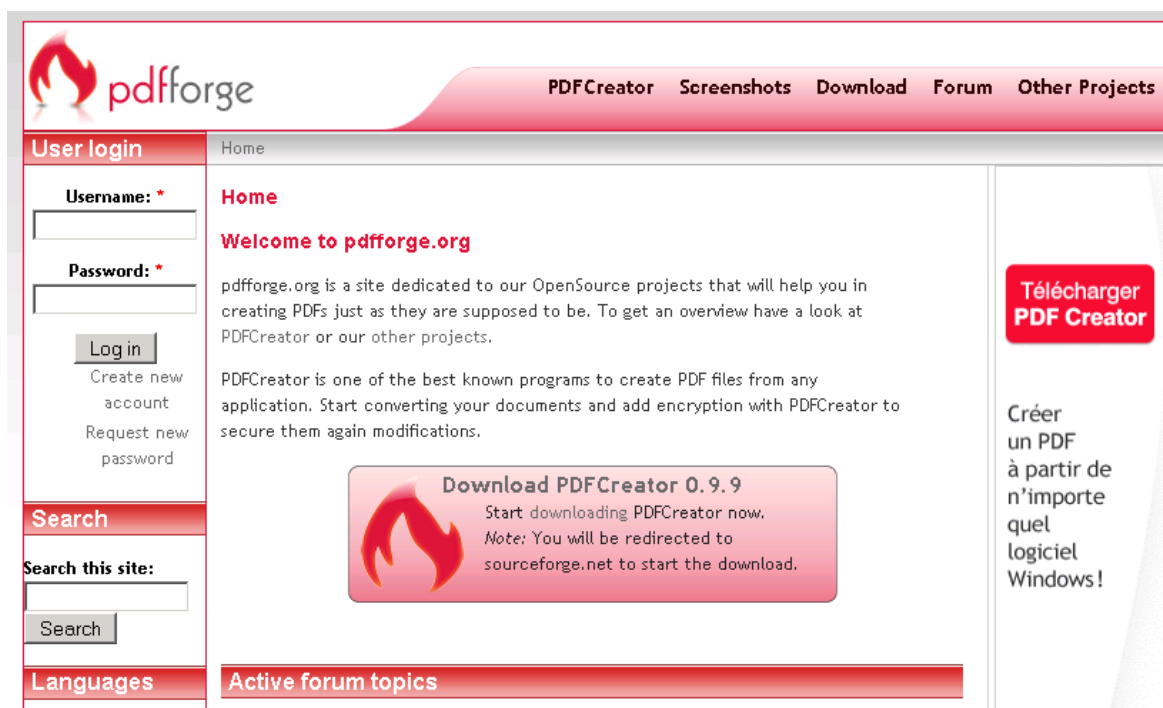 pdfforge
PDFCreator Screenshots Download Forum Other Projects
User login
Username: *
Password: *
Log in
Create new
account
Request new
password
Search
Search this site:
Search
Languages
Home
Home
Welcome to pdfforge.org
pdfforge.org is a site dedicated to our OpenSource projects that will help you in
creating PDFs just as they are supposed to be. To get an overview have a look at
PDFCreator or our other projects.
PDFCreator is one of the best known programs to create PDF files from any
application. Start converting your documents and add encryption with PDFCreator to
secure them again modifications.
Download PDFCreator 0.9.9
Start downloading PDFCreator now.
Note: You will be redirected to
sourceforge.net to start the download.
Active forum topics
Télécharger
PDF Creator
Créer
un PDF
à partir de
n'importe
quel
logiciel
Windows!